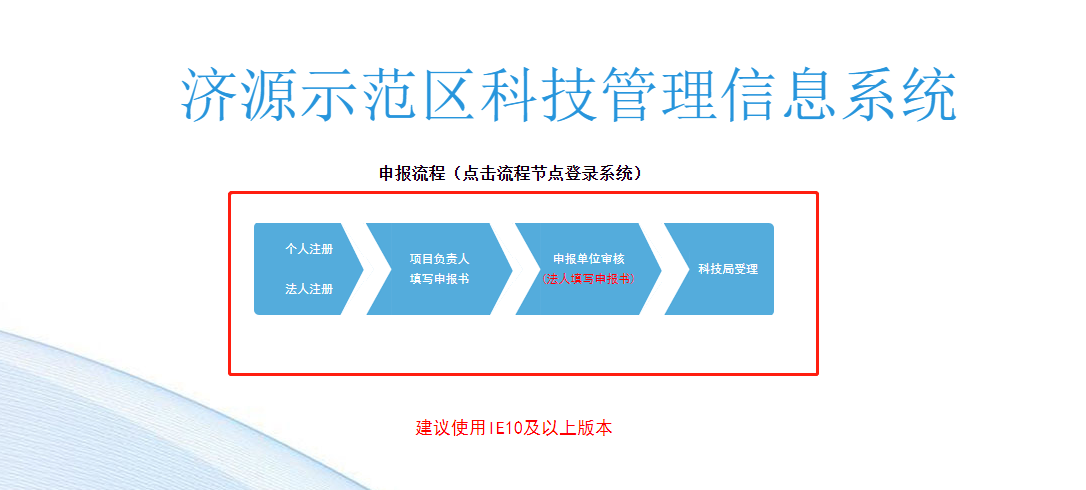 济源示范区科技管理信息系统
申报流程（点击流程节点登录系统）
个人注册
法人注册
项目负责人
填写申报书
申报单位审核
(法人填写申报书)
科技局受理
建议使用IE10及以上版本